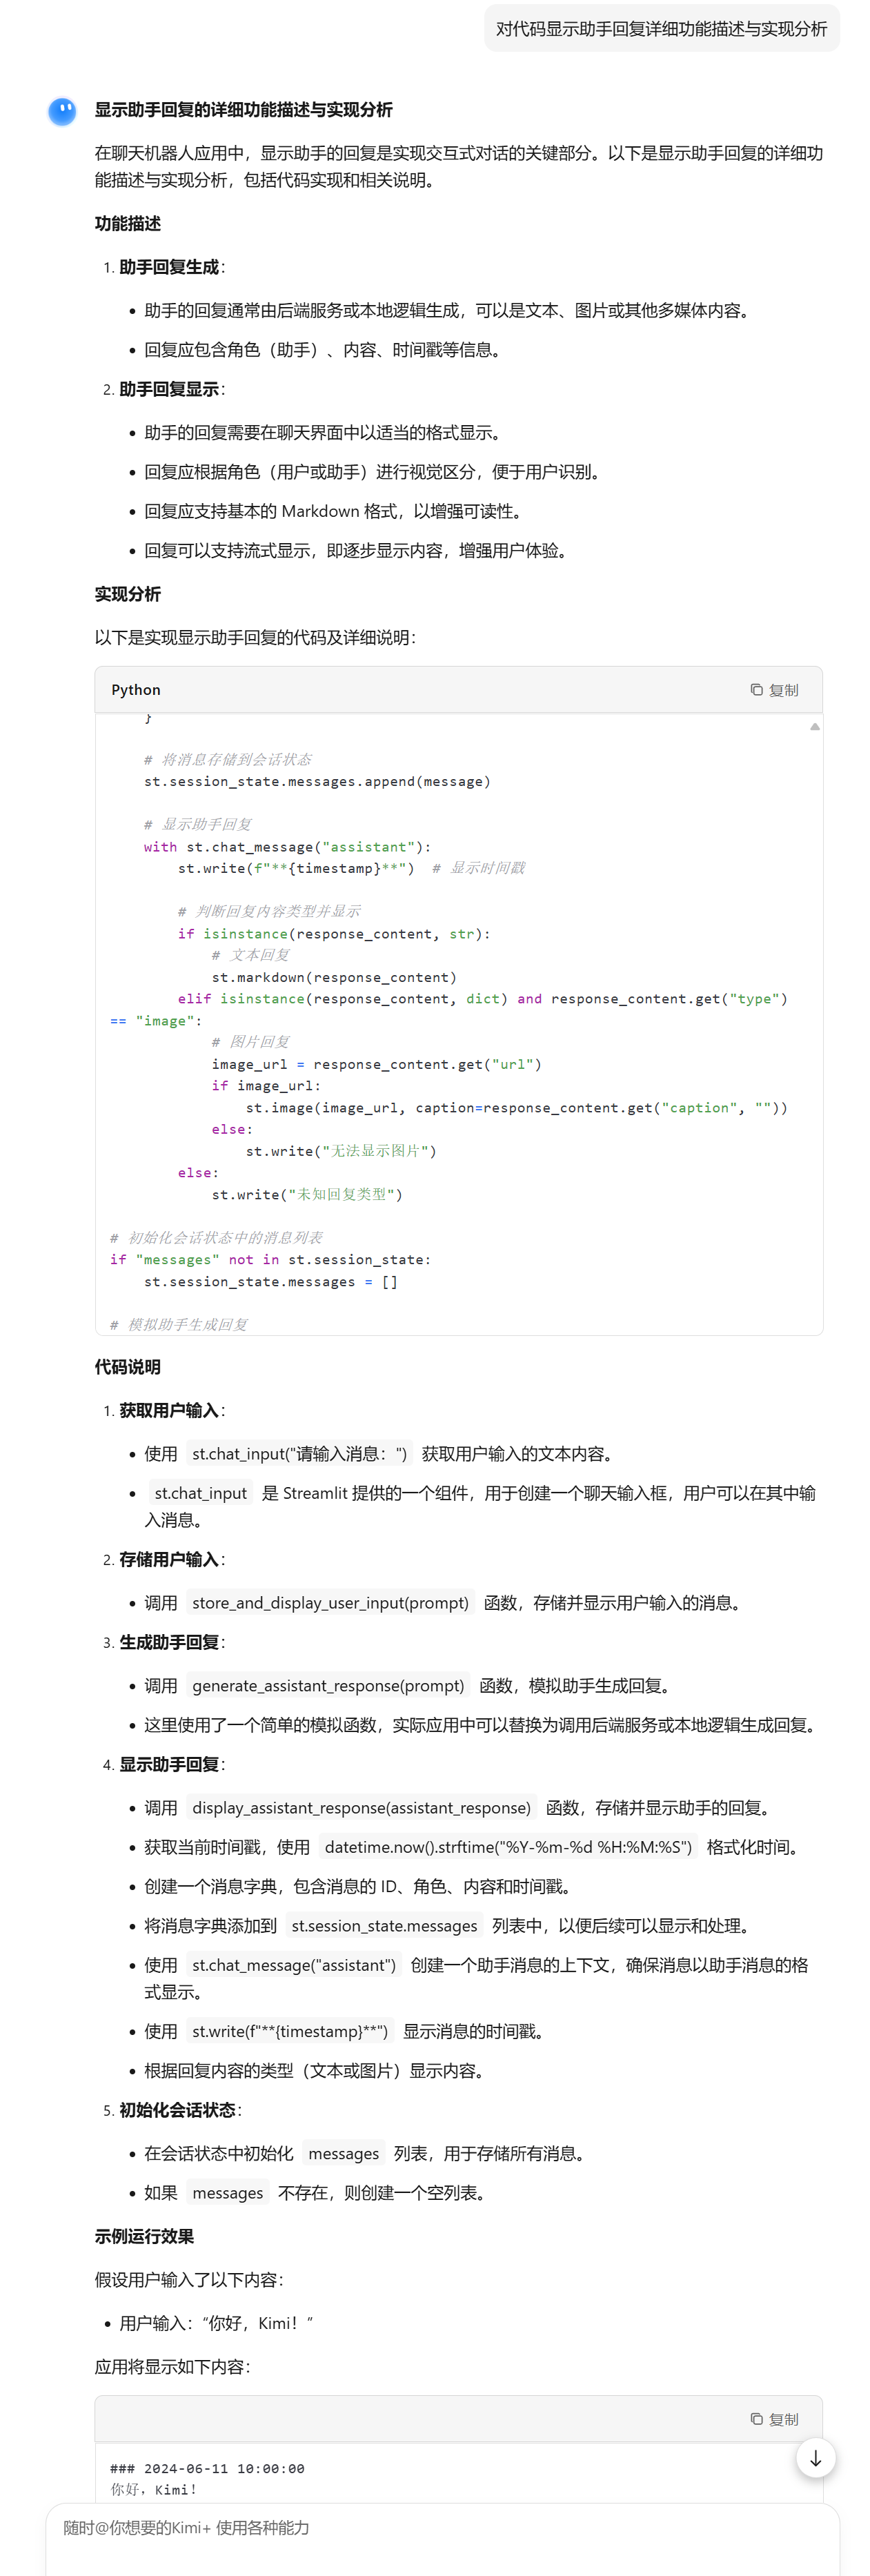 对代码显示助手回复详细功能描述与实现分析
显示助手回复的详细功能描述与实现分析
在聊天机器人应用中，显示助手的回复是实现交互式对话的关键部分。以下是显示助手回复的详细功
能描述与实现分析，包括代码实现和相关说明。
功能描述
1. 助手回复生成：
• 助手的回复通常由后端服务或本地逻辑生成，可以是文本、图片或其他多媒体内容。
• 回复应包含角色（助手）、内容、时间戳等信息。
2. 助手回复显示：
• 助手的回复需要在聊天界面中以适当的格式显示。
• 回复应根据角色（用户或助手）进行视觉区分，便于用户识别。
• 回复应支持基本的 Markdown 格式，以增强可读性。
• 回复可以支持流式显示，即逐步显示内容，增强用户体验。
实现分析
以下是实现显示助手回复的代码及详细说明：
Python 复制
    }
    # 将消息存储到会话状态
    st.session_state.messages.append(message)
    # 显示助手回复
    with st.chat_message("assistant"):
        st.write(f"**{timestamp}**")  # 显示时间戳
        # 判断回复内容类型并显示
        if isinstance(response_content, str):
            # 文本回复
            st.markdown(response_content)
        elif isinstance(response_content, dict) and response_content.get("type")
== "image":
            # 图片回复
            image_url = response_content.get("url")
            if image_url:
                st.image(image_url, caption=response_content.get("caption", ""))
            else:
                st.write("无法显示图片")
        else:
            st.write("未知回复类型")
# 初始化会话状态中的消息列表
if "messages" not in st.session_state:
    st.session_state.messages = []
# 模拟助手生成回复
代码说明
1. 获取用户输入：
• 使用 st.chat_input("请输入消息：") 获取用户输入的文本内容。
• st.chat_input 是 Streamlit 提供的一个组件，用于创建一个聊天输入框，用户可以在其中输
入消息。
2. 存储用户输入：
• 调用 store_and_display_user_input(prompt) 函数，存储并显示用户输入的消息。
3. 生成助手回复：
• 调用 generate_assistant_response(prompt) 函数，模拟助手生成回复。
• 这里使用了一个简单的模拟函数，实际应用中可以替换为调用后端服务或本地逻辑生成回复。
4. 显示助手回复：
• 调用 display_assistant_response(assistant_response) 函数，存储并显示助手的回复。
• 获取当前时间戳，使用 datetime.now().strftime("%Y-%m-%d %H:%M:%S") 格式化时间。
• 创建一个消息字典，包含消息的 ID、角色、内容和时间戳。
• 将消息字典添加到 st.session_state.messages 列表中，以便后续可以显示和处理。
• 使用 st.chat_message("assistant") 创建一个助手消息的上下文，确保消息以助手消息的格
式显示。
• 使用 st.write(f"**{timestamp}**") 显示消息的时间戳。
• 根据回复内容的类型（文本或图片）显示内容。
5. 初始化会话状态：
• 在会话状态中初始化 messages 列表，用于存储所有消息。
• 如果 messages 不存在，则创建一个空列表。
示例运行效果
假设用户输入了以下内容：
• 用户输入：“你好，Kimi！”
应用将显示如下内容：
复制
### 2024-06-11 10:00:00
你好，Kimi！
随时@你想要的Kimi+ 使用各种能力